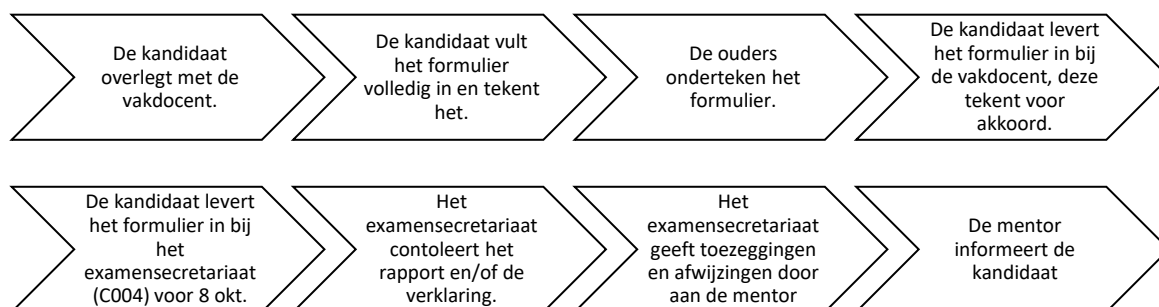 De kandidaat
overlegt met de
vakdocent.
De kandidaat vult
het formulier
volledig in en tekent
het.
De ouders
onderteken het
formulier.
De kandidaat levert
het formulier in bij
de vakdocent, deze
tekent voor
akkoord.
De kandidaat levert
het formulier in bij
het
examensecretariaat
(C004) voor 8 okt.
Het
examensecretariaat
contoleert het
rapport en/of de
verklaring.
Het
examensecretariaat
geeft toezeggingen
en afwijzingen door
aan de mentor
De mentor
informeert de
kandidaat